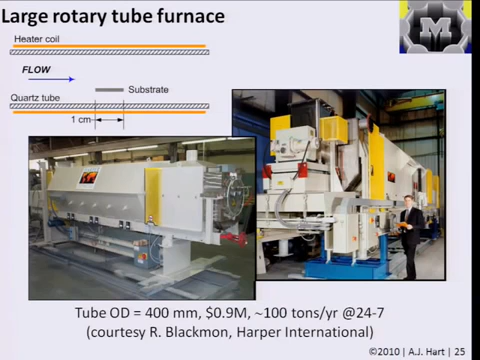 Large rotary tube furnace
Heater coil
FLOW
Substrate
Quartz tube
1 cm
M
Tube OD = 400 mm, $0.9M, ~100 tons/yr @24-7
(courtesy R. Blackmon, Harper International)
©2010 | A.J. Hart | 25